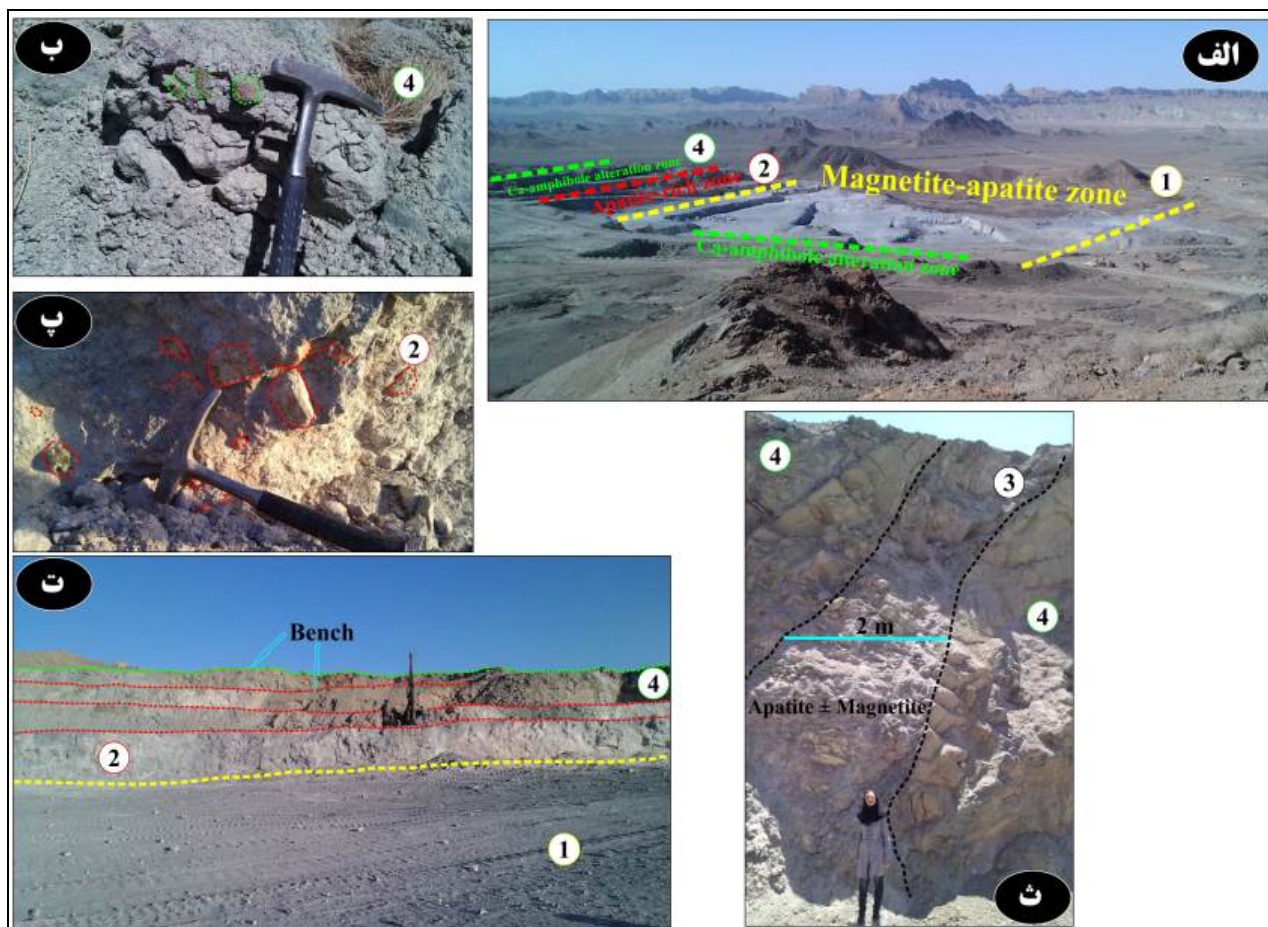 الف
4
Ca-amphibole alteration zone
2
Apatite-rich zone
Magnetite-apatite zone
1
Ca-amphibole alteration zone
ب
4
پ
2
ت
Bench
4
2
1
4
3
4
2 m
Apatite ± Magnetite
ث